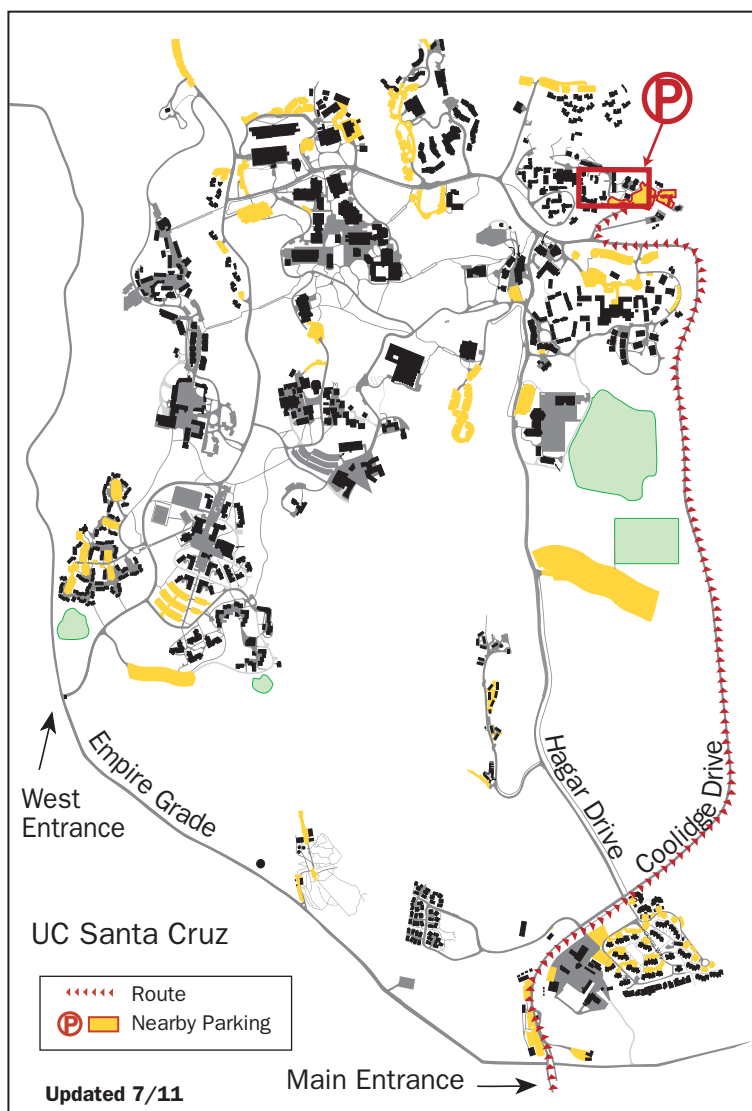 P
West
Entrance
Empire Grade
Hagar Drive
Coolidge Drive
UC Santa Cruz
Route
P Nearby Parking
Updated 7/11
Main Entrance